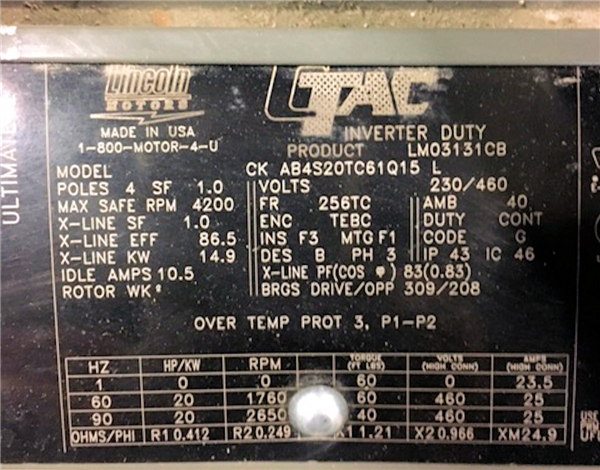 Lincoln
MOTORS
MADE IN USA
1-800-MOTOR-4-U
TAC
INVERTER DUTY
PRODUCT LM03131CB
MODEL CK AB4S20TC61Q15 L
POLES 4 SF 1.0
MAX SAFE RPM 4200
X-LINE SF 1.0
X-LINE EFF 86.5
X-LINE KW 14.9
IDLE AMPS 10.5
ROTOR WK²
VOLTS 230/460
FR 256TC
ENC TEBC
INS F3 MTG F1
DES B PH 3
X-LINE PF(COS φ) 83(0.83)
BRGS DRIVE/OPP 309/208
AMB 40
DUTY CONT
CODE G
IP 43 IC 46
OVER TEMP PROT 3, P1-P2
HZ HP/KW RPM TORQUE (FT LBS) VOLTS (HIGH CONN) AMPS (HIGH CONN)
1 0 0 60 0 23.5
60 20 1760 60 460 25
90 20 2650 40 460 25
OHMS/PHI R1 0.412 R2 0.249 X1 1.21 X2 0.966 XM24.9